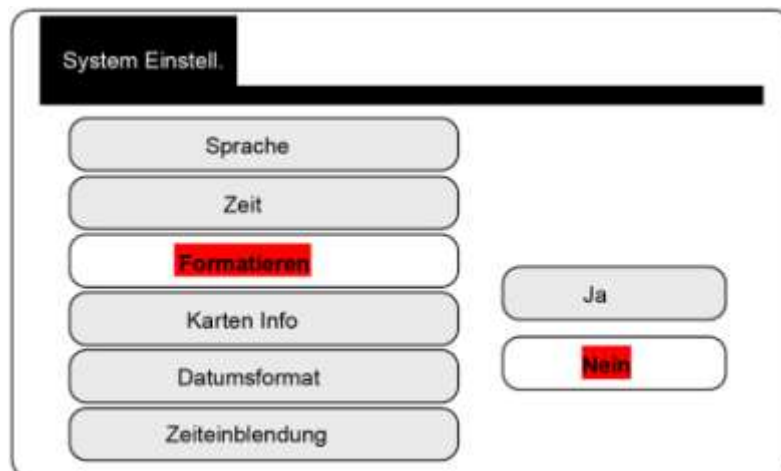 System Einstell.
Sprache
Zeit
Formatieren
Karten Info
Datumsformat
Zeiteinblendung
Ja
Nein